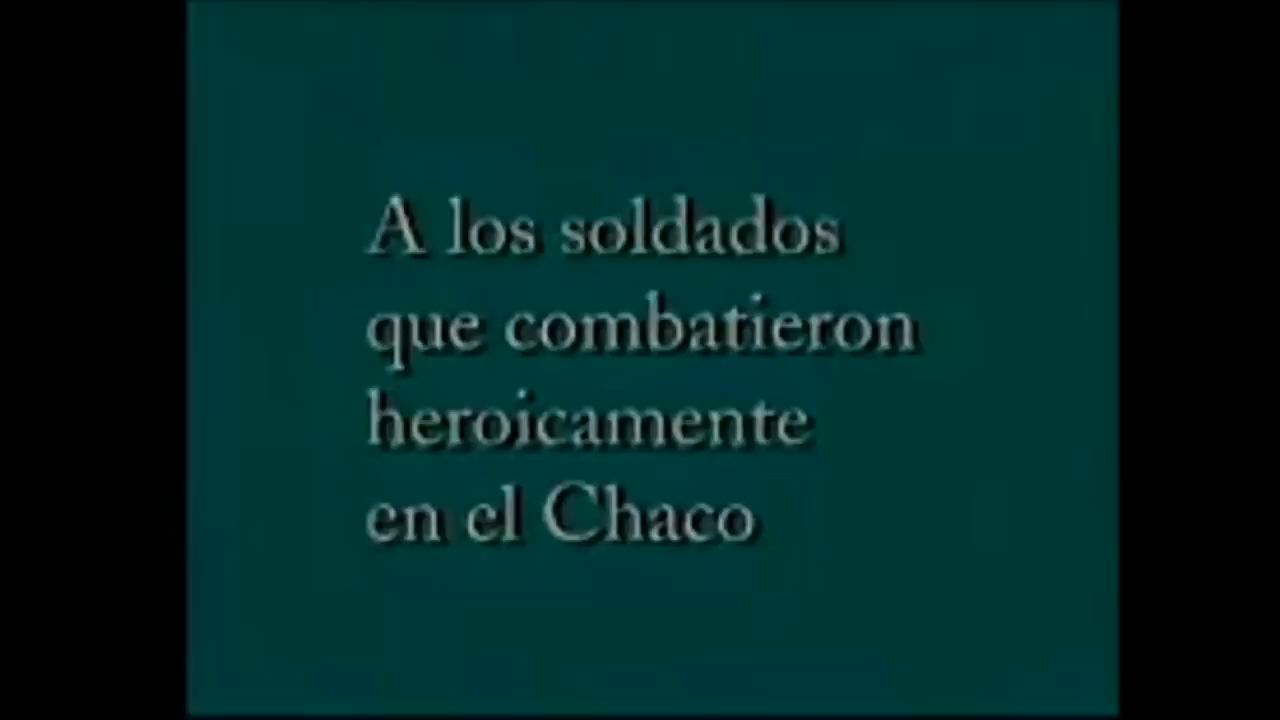 A los soldados
que combatieron
heroicamente
en el Chaco